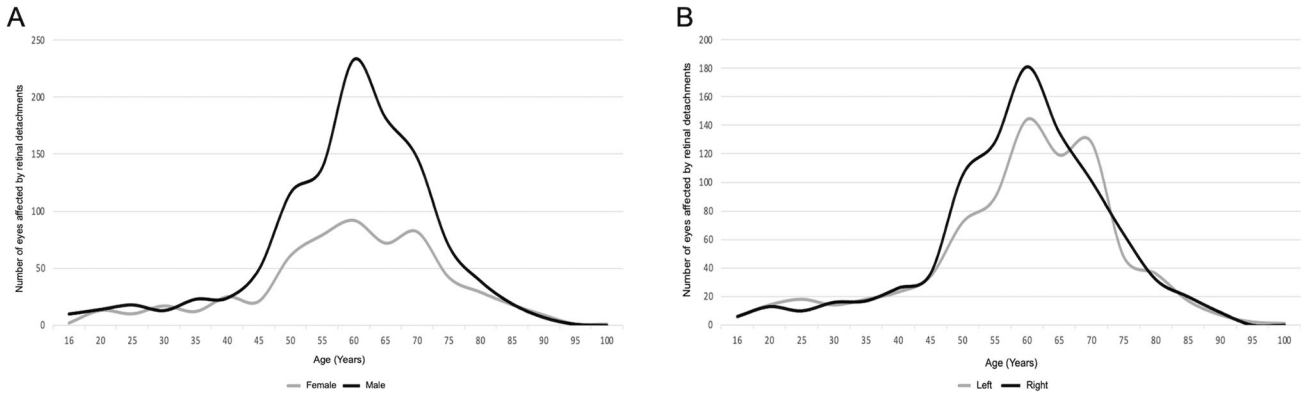 A
Number of eyes affected by retinal detachments
250
200
150
100
50
0
16 20 25 30 35 40 45 50 55 60 65 70 75 80 85 90 95 100
Age (Years)
Female Male
B
Number of eyes affected by retinal detachments
200
180
160
140
120
100
80
60
40
20
0
16 20 25 30 35 40 45 50 55 60 65 70 75 80 85 90 95 100
Age (Years)
Left Right